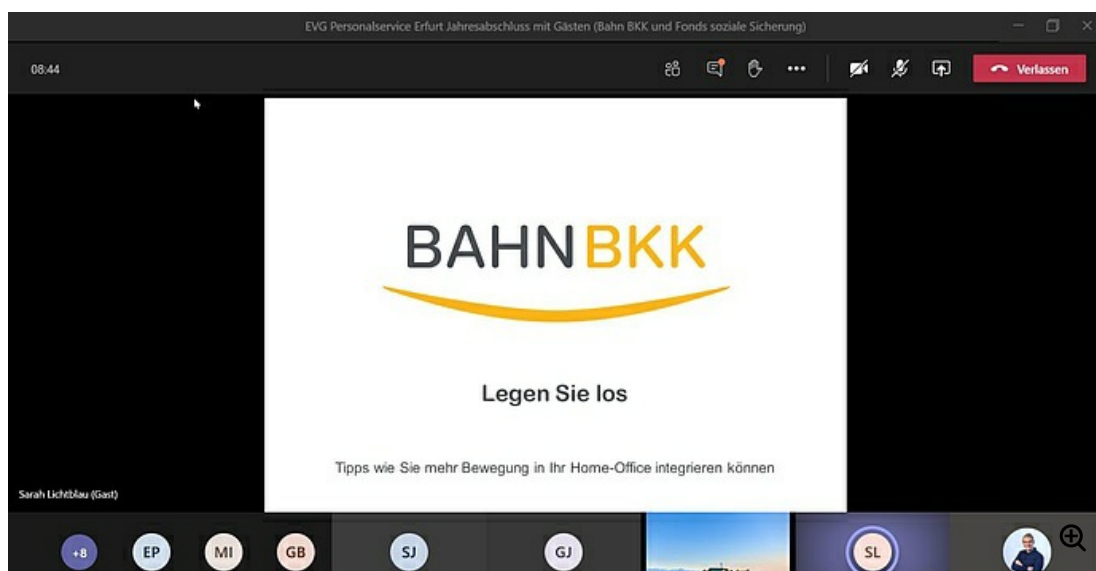 EVG Personalservice Erfurt Jahresabschluss mit Gästen (Bahn BKK und Fonds soziale Sicherung)
08:44
Verlassen
BAHNBKK
Legen Sie los
Tipps wie Sie mehr Bewegung in Ihr Home-Office integrieren können
Sarah Lichtblau (Gast)
+8 EP MI GB SJ GJ SL